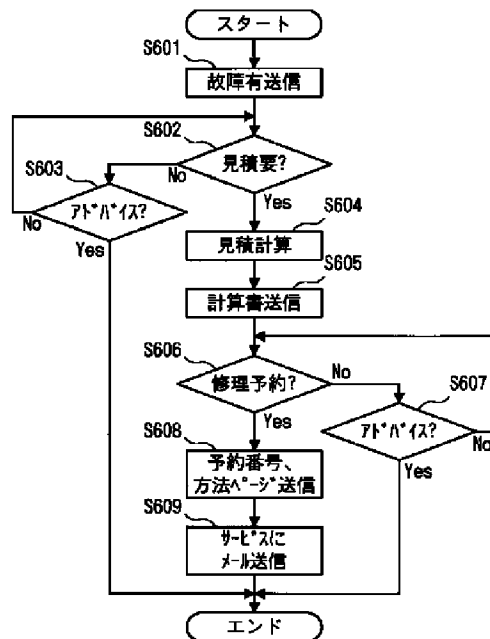 スタート
S601
故障有送信
S602
見積要?
S603
No
アドバイス?
Yes
No
Yes
S604
見積計算
S605
計算書送信
S606
修理予約?
No
S607
Yes
アドバイス?
No
Yes
S608
予約番号、
方法ページ送信
S609
サービスに
メール送信
エンド